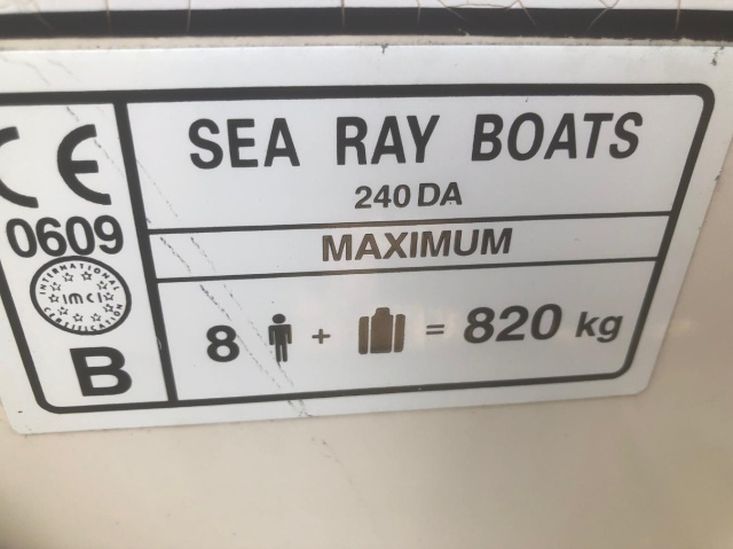 CE
0609
INTERNATIONAL
imci
CERTIFICATION
B
SEA RAY BOATS
240 DA
MAXIMUM
8 + = 820 kg